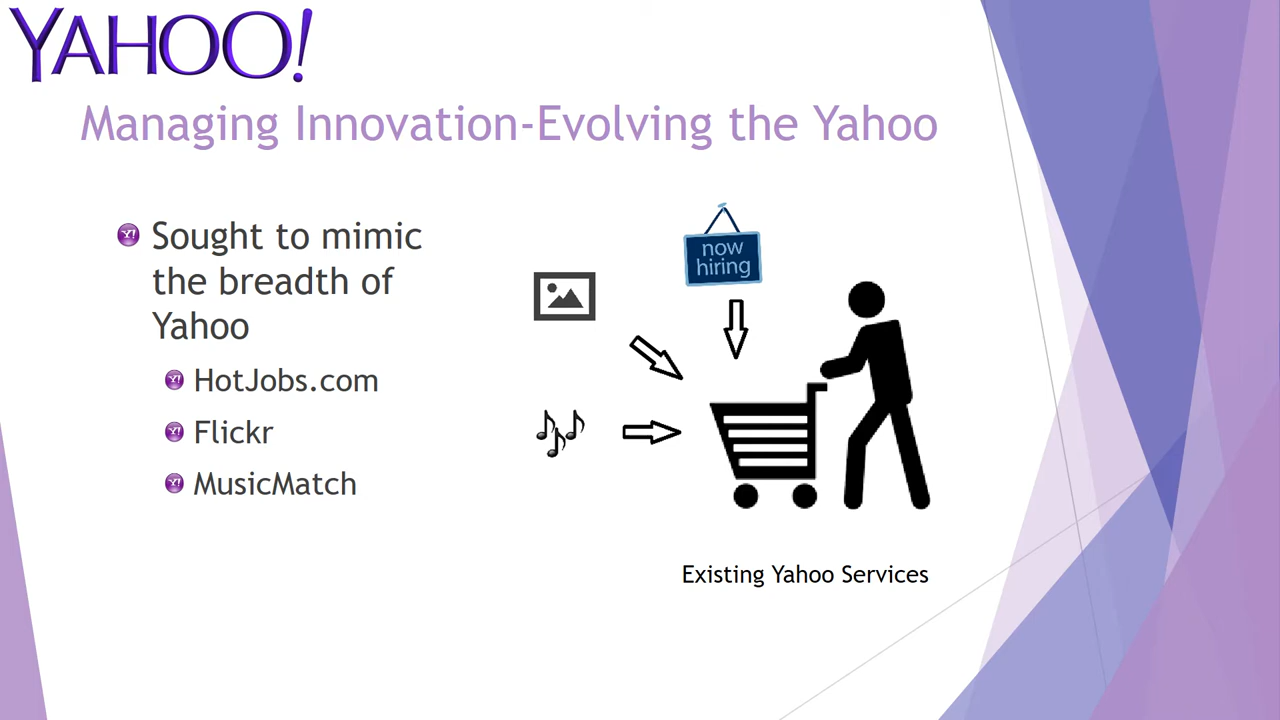 YAHOO!
Managing Innovation-Evolving the Yahoo
Sought to mimic
the breadth of
Yahoo
HotJobs.com
Flickr
MusicMatch
now
hiring
Existing Yahoo Services